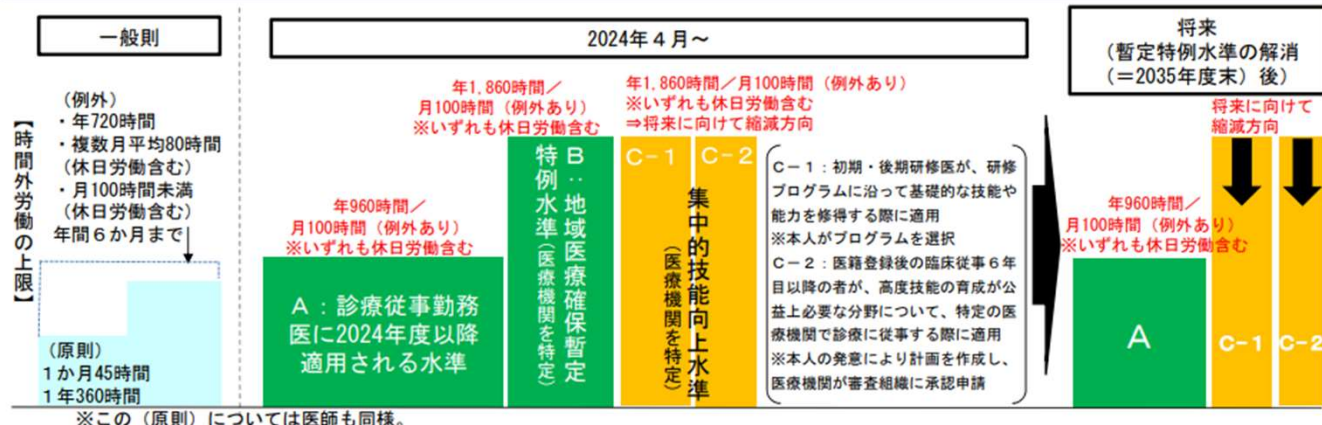 一般則
2024年4月～
将来
(暫定特例水準の解消
(=2035年度末)後)
【時間外労働の上限】
(例外)
・年720時間
・複数月平均80時間
(休日労働含む)
・月100時間未満
(休日労働含む)
年間6か月まで
(原則)
1か月45時間
1年360時間
年960時間/
月100時間(例外あり)
※いずれも休日労働含む
A:診療従事勤務
医に2024年度以降
適用される水準
年1,860時間/
月100時間(例外あり)
※いずれも休日労働含む
B:地域医療確保暫定
特例水準(医療機関を特定)
年1,860時間/月100時間(例外あり)
※いずれも休日労働含む
⇒将来に向けて縮減方向
C-1
C-2
集中的技能向上水準
(医療機関を特定)
C-1:初期・後期研修医が、研修
プログラムに沿って基礎的な技能や
能力を修得する際に適用
※本人がプログラムを選択
C-2:医籍登録後の臨床従事6年
目以降の者が、高度技能の育成が公
益上必要な分野について、特定の医
療機関で診療に従事する際に適用
※本人の発意により計画を作成し、
医療機関が審査組織に承認申請
将来に向けて
縮減方向
年960時間/
月100時間(例外あり)
※いずれも休日労働含む
A
C-1
C-2
※この(原則)については医師も同様。